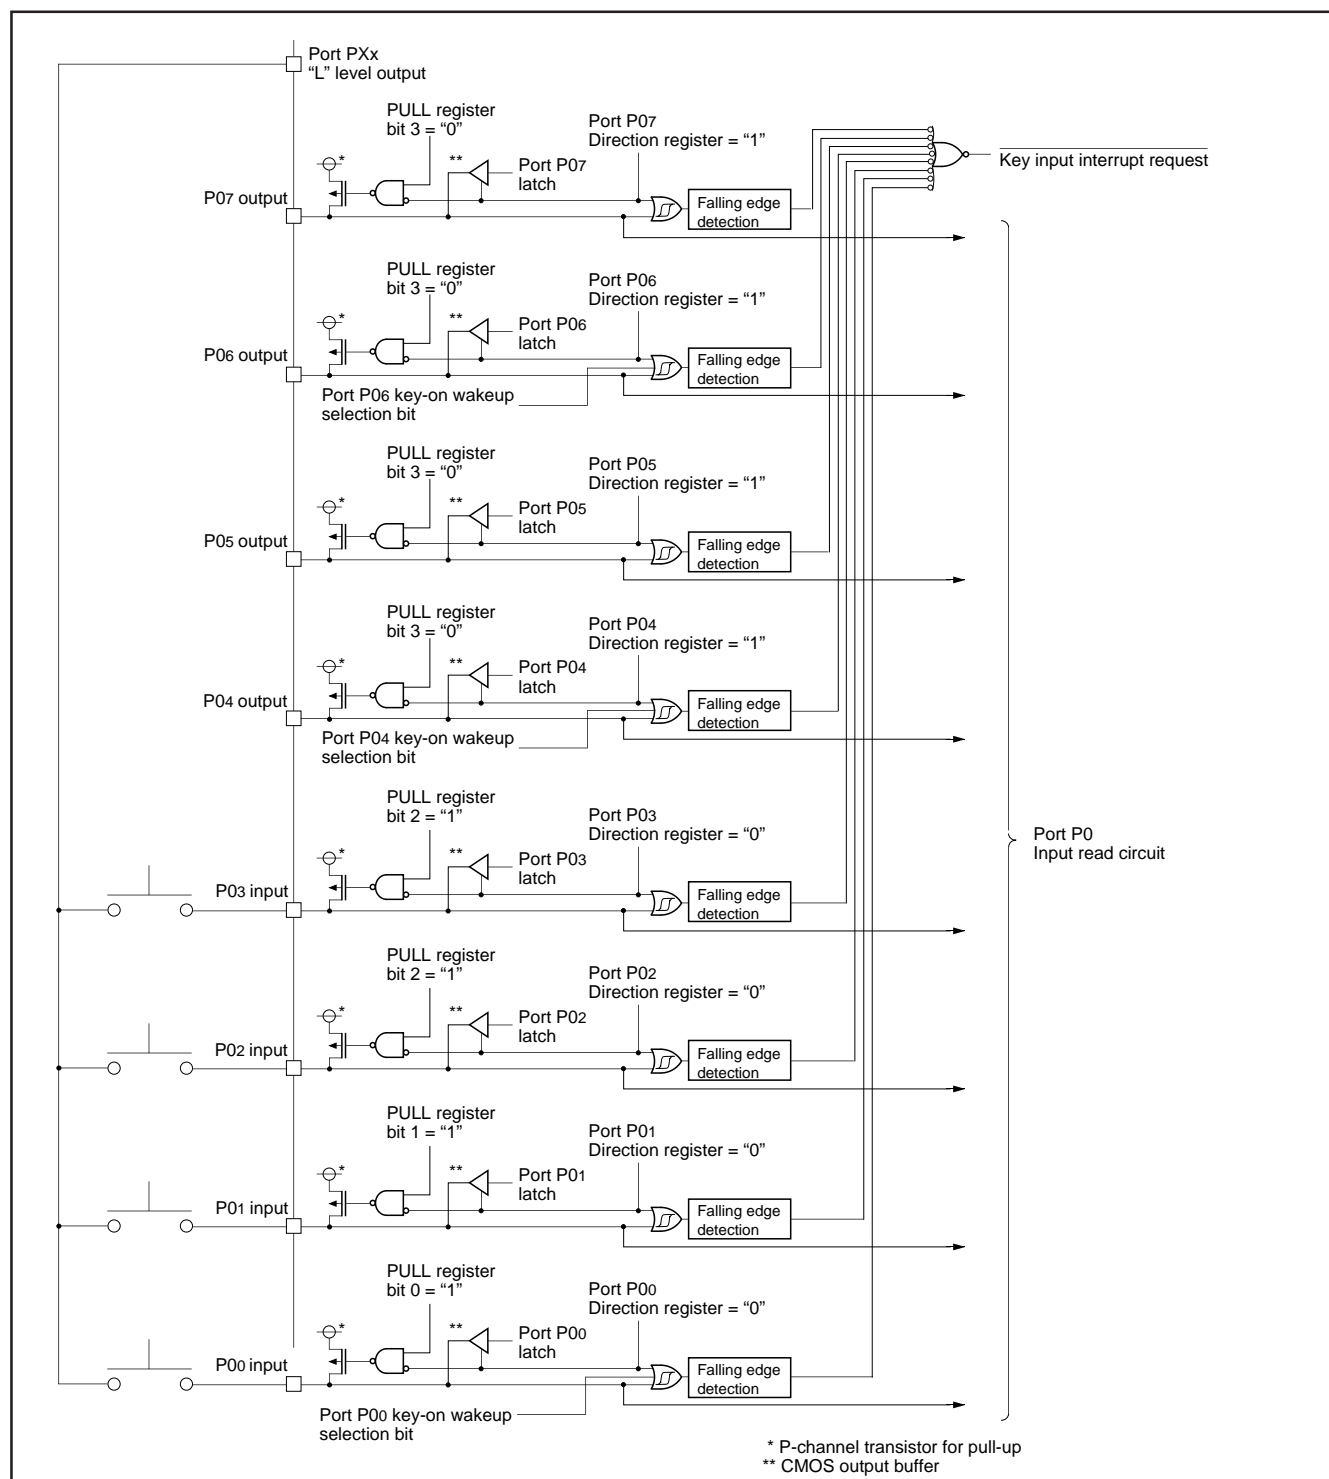 Port PXx
“L” level output
PULL register
bit 3 = “0”
Port P07
Direction register = “1”
*
**
Port P07
latch
Key input interrupt request
P07 output
Falling edge
detection
PULL register
bit 3 = “0”
Port P06
Direction register = “1”
*
**
Port P06
latch
P06 output
Falling edge
detection
Port P06 key-on wakeup
selection bit
PULL register
bit 3 = “0”
Port P05
Direction register = “1”
*
**
Port P05
latch
P05 output
Falling edge
detection
PULL register
bit 3 = “0”
Port P04
Direction register = “1”
*
**
Port P04
latch
P04 output
Falling edge
detection
Port P04 key-on wakeup
selection bit
PULL register
bit 2 = “1”
Port P03
Direction register = “0”
Port P0
Input read circuit
*
**
Port P03
latch
P03 input
Falling edge
detection
PULL register
bit 2 = “1”
Port P02
Direction register = “0”
*
**
Port P02
latch
P02 input
Falling edge
detection
PULL register
bit 1 = “1”
Port P01
Direction register = “0”
*
**
Port P01
latch
P01 input
Falling edge
detection
PULL register
bit 0 = “1”
Port P00
Direction register = “0”
*
**
Port P00
latch
P00 input
Falling edge
detection
Port P00 key-on wakeup
selection bit
* P-channel transistor for pull-up
** CMOS output buffer